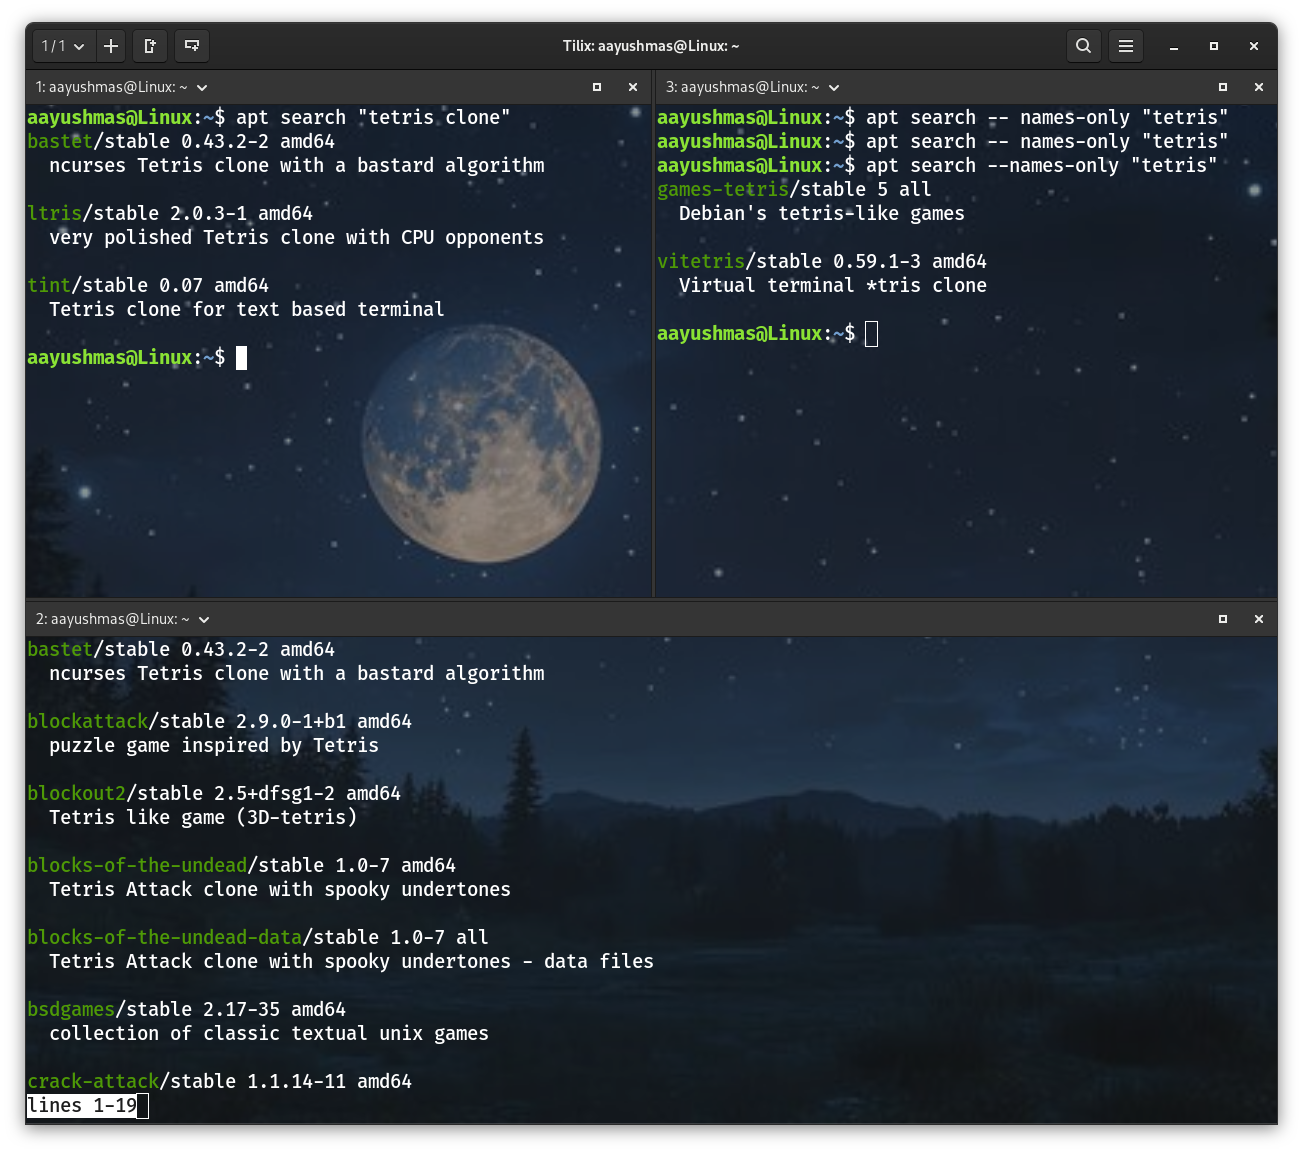 1 / 1
Tilix: aayushmas@Linux: ~
1: aayushmas@Linux: ~
aayushmas@Linux:~$ apt search "tetris clone"
bastet/stable 0.43.2-2 amd64
  ncurses Tetris clone with a bastard algorithm
ltris/stable 2.0.3-1 amd64
  very polished Tetris clone with CPU opponents
tint/stable 0.07 amd64
  Tetris clone for text based terminal
aayushmas@Linux:~$
3: aayushmas@Linux: ~
aayushmas@Linux:~$ apt search -- names-only "tetris"
aayushmas@Linux:~$ apt search -- names-only "tetris"
aayushmas@Linux:~$ apt search --names-only "tetris"
games-tetris/stable 5 all
  Debian's tetris-like games
vitetris/stable 0.59.1-3 amd64
  Virtual terminal *tris clone
aayushmas@Linux:~$
2: aayushmas@Linux: ~
bastet/stable 0.43.2-2 amd64
  ncurses Tetris clone with a bastard algorithm
blockattack/stable 2.9.0-1+b1 amd64
  puzzle game inspired by Tetris
blockout2/stable 2.5+dfsg1-2 amd64
  Tetris like game (3D-tetris)
blocks-of-the-undead/stable 1.0-7 amd64
  Tetris Attack clone with spooky undertones
blocks-of-the-undead-data/stable 1.0-7 all
  Tetris Attack clone with spooky undertones - data files
bsdgames/stable 2.17-35 amd64
  collection of classic textual unix games
crack-attack/stable 1.1.14-11 amd64
lines 1-19